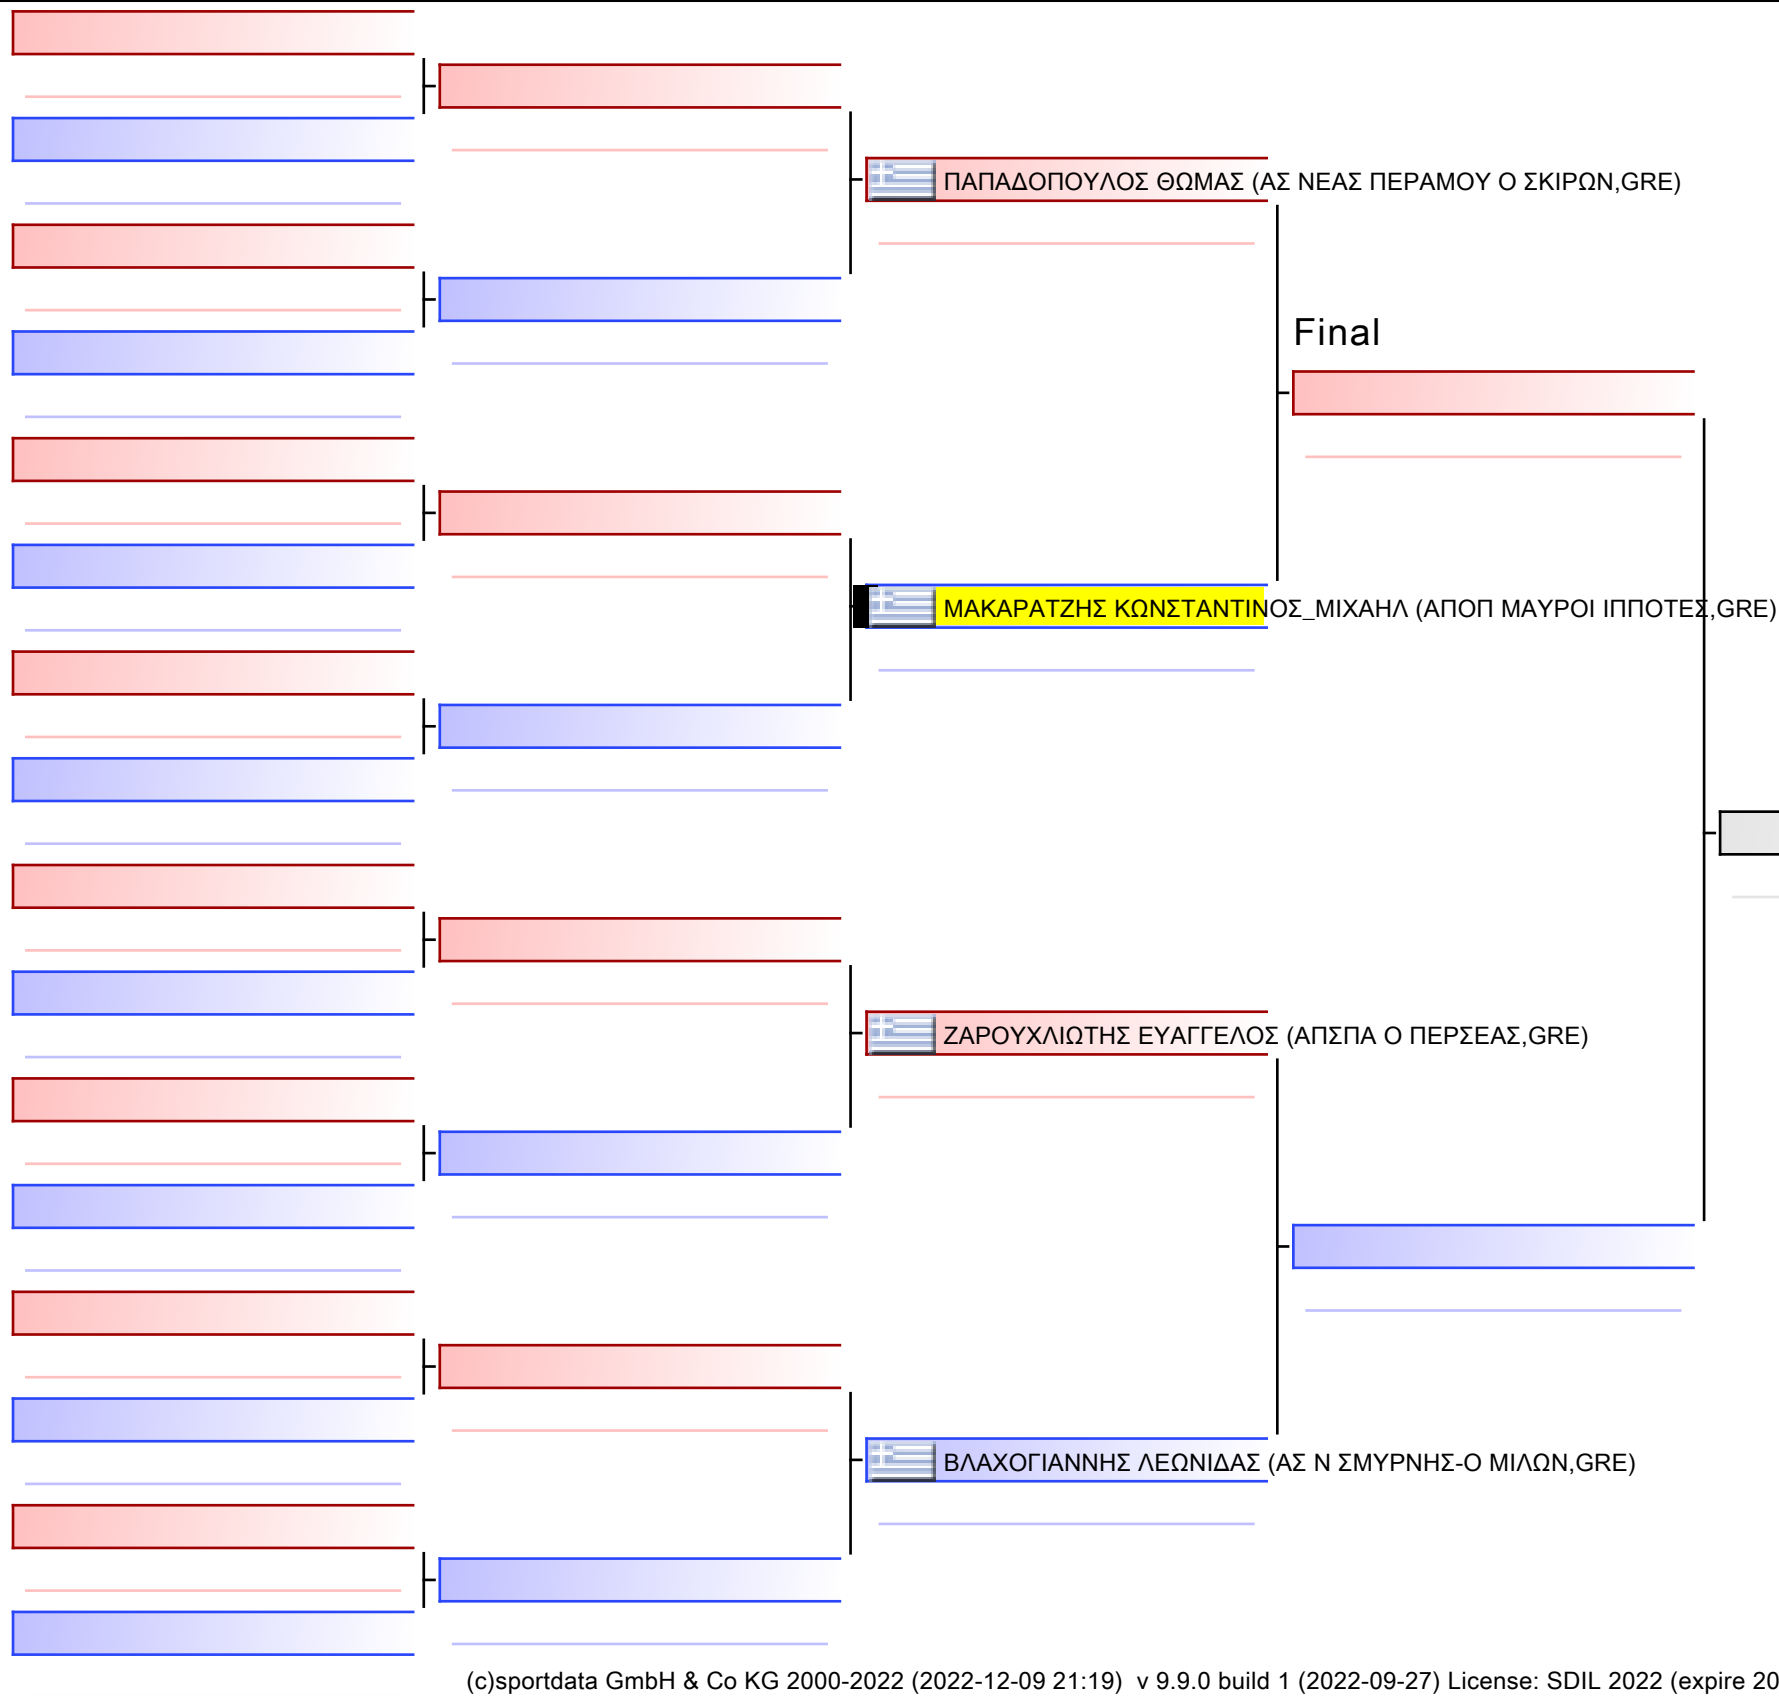 ΠΑΠΑΔΟΠΟΥΛΟΣ ΘΩΜΑΣ (ΑΣ ΝΕΑΣ ΠΕΡΑΜΟΥ Ο ΣΚΙΡΩΝ,GRE)
Final
ΜΑΚΑΡΑΤΖΗΣ ΚΩΝΣΤΑΝΤΙΝΟΣ_ΜΙΧΑΗΛ (ΑΠΟΠ ΜΑΥΡΟΙ ΙΠΠΟΤΕΣ,GRE)
ΖΑΡΟΥΧΛΙΩΤΗΣ ΕΥΑΓΓΕΛΟΣ (ΑΠΣΠΑ Ο ΠΕΡΣΕΑΣ,GRE)
ΒΛΑΧΟΓΙΑΝΝΗΣ ΛΕΩΝΙΔΑΣ (ΑΣ Ν ΣΜΥΡΝΗΣ-Ο ΜΙΛΩΝ,GRE)
(c)sportdata GmbH & Co KG 2000-2022 (2022-12-09 21:19) v 9.9.0 build 1 (2022-09-27) License: SDIL 2022 (expire 20